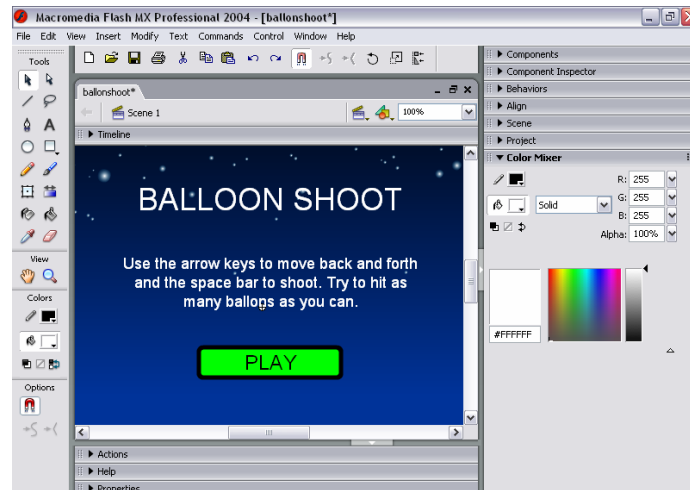 Macromedia Flash MX Professional 2004 - [ballonshoot*]
File Edit View Insert Modify Text Commands Control Window Help
Tools
View
Colors
Options
ballonshoot*
Scene 1
100%
Timeline
BALLOON SHOOT
Use the arrow keys to move back and forth
and the space bar to shoot. Try to hit as
many ballons as you can.
PLAY
Actions
Help
Properties
Components
Component Inspector
Behaviors
Align
Scene
Project
Color Mixer
R: 255
Solid
G: 255
B: 255
Alpha: 100%
#FFFFFF